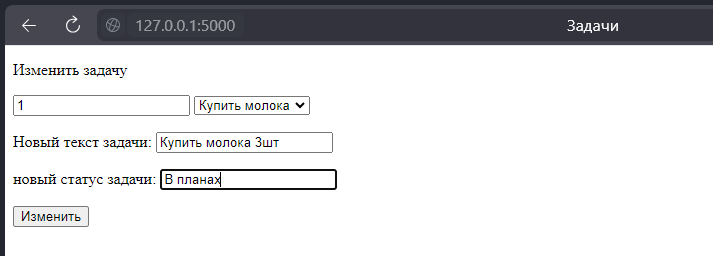 127.0.0.1:5000 Задачи
Изменить задачу
1 Купить молока
Новый текст задачи: Купить молока 3шт
новый статус задачи: В планах
Изменить